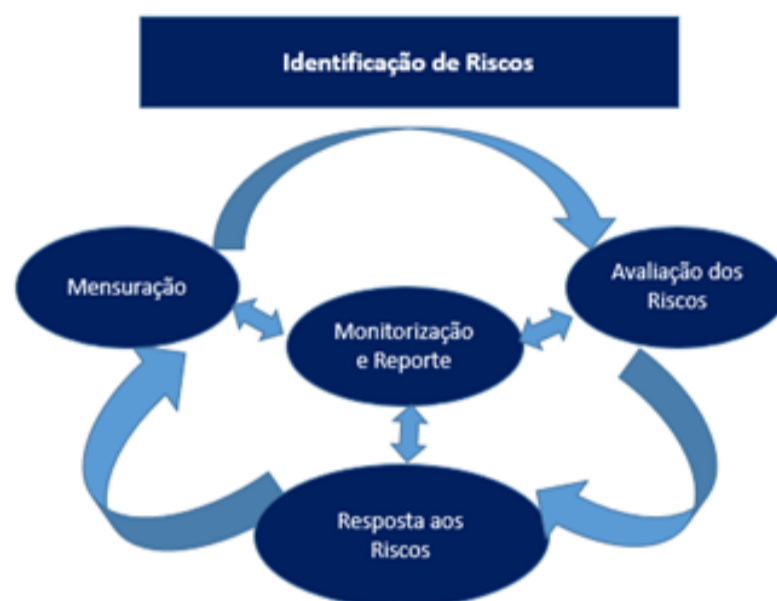 Identificação de Riscos
Mensuração
Avaliação dos
Riscos
Monitorização
e Reporte
Resposta aos
Riscos